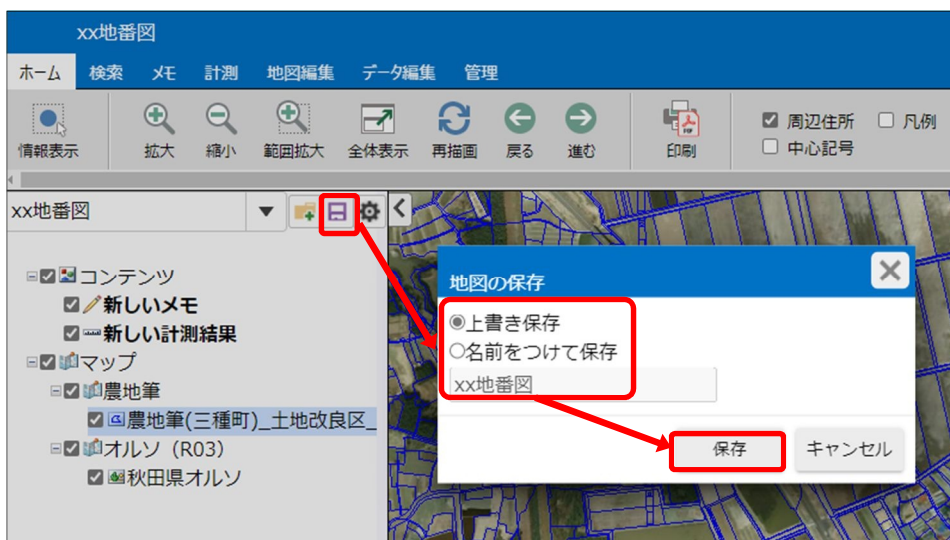 xx地番図
ホーム 検索 メモ 計測 地図編集 データ編集 管理
情報表示 拡大 縮小 範囲拡大 全体表示 再描画 戻る 進む 印刷 周辺住所 凡例
中心記号
xx地番図
コンテンツ
新しいメモ
新しい計測結果
マップ
農地筆
農地筆(三種町)_土地改良区_
オルソ（R03）
秋田県オルソ
地図の保存
上書き保存
名前をつけて保存
xx地番図
保存 キャンセル